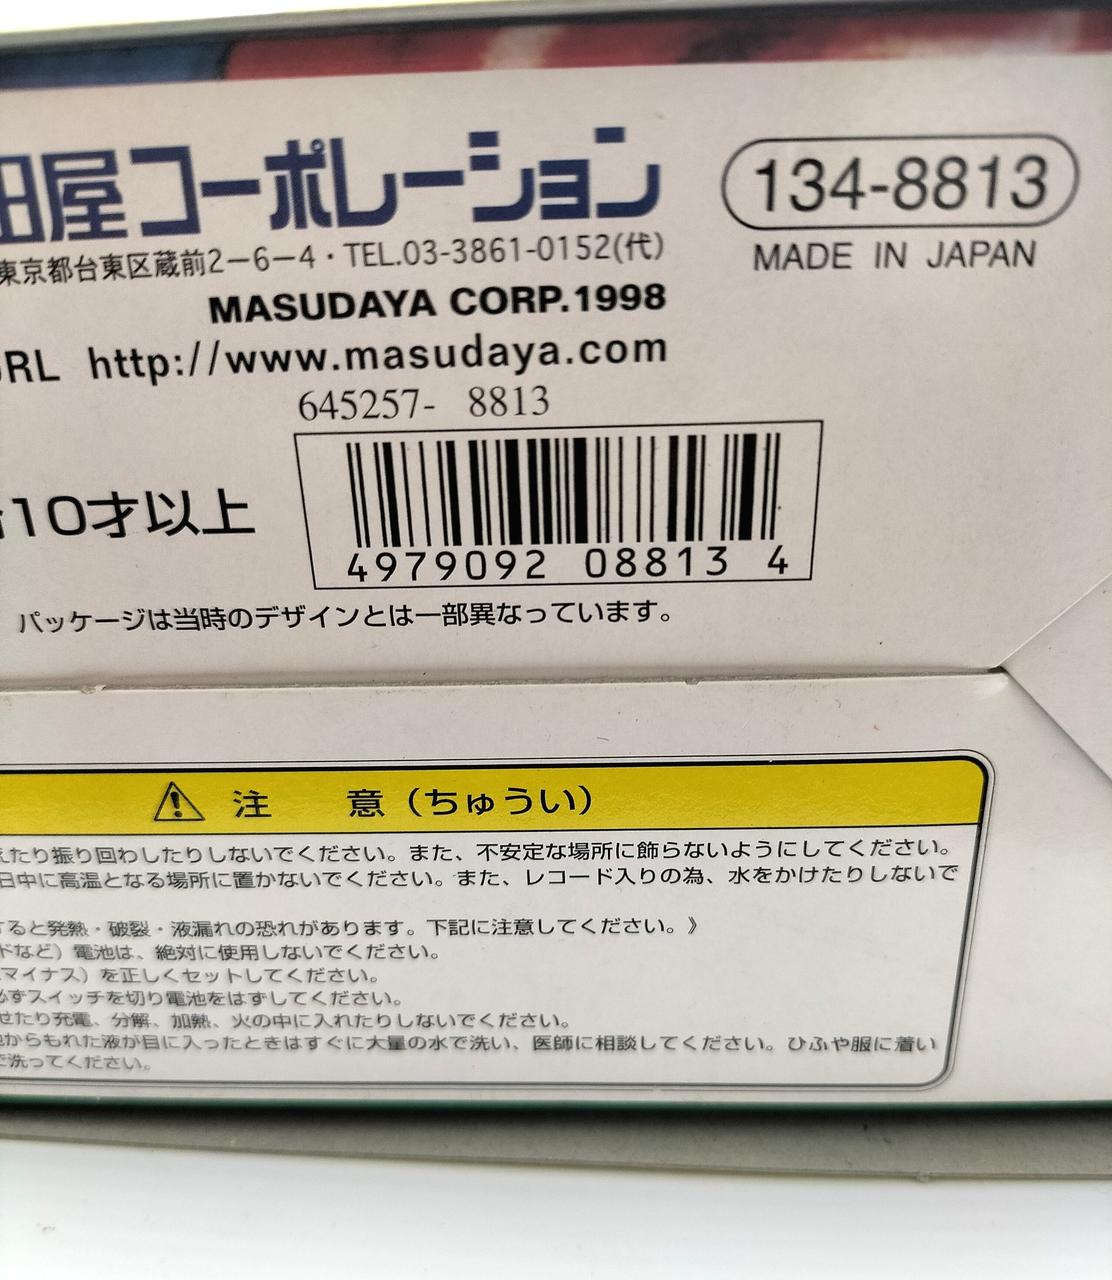 田屋コーポレーション
東京都台東区蔵前2-6-4・TEL.03-3861-0152(代)
MASUDAYA CORP.1998
URL http://www.masudaya.com
134-8813
MADE IN JAPAN
645257- 8813
4979092 08813 4
10才以上
パッケージは当時のデザインとは一部異なっています。
注 意(ちゅうい)
えたり振り回わしたりしないでください。また、不安定な場所に飾らないようにしてください。
日中に高温となる場所に置かないでください。また、レコード入りの為、水をかけたりしないで
すると発熱・破裂・液漏れの恐れがあります。下記に注意してください。》
ドなど)電池は、絶対に使用しないでください。
マイナス)を正しくセットしてください。
必ずスイッチを切り電池をはずしてください。
せたり充電、分解、加熱、火の中に入れたりしないでください。
からもれた液が目に入ったときはすぐに大量の水で洗い、医師に相談してください。ひふや服に着い
で洗ってください。